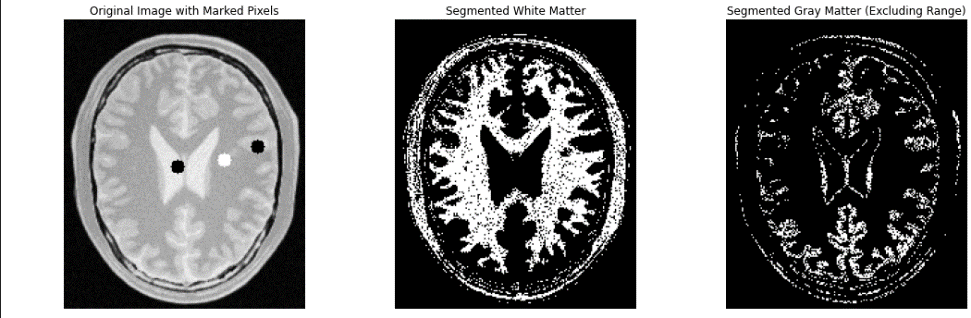 Original Image with Marked Pixels
Segmented White Matter
Segmented Gray Matter (Excluding Range)